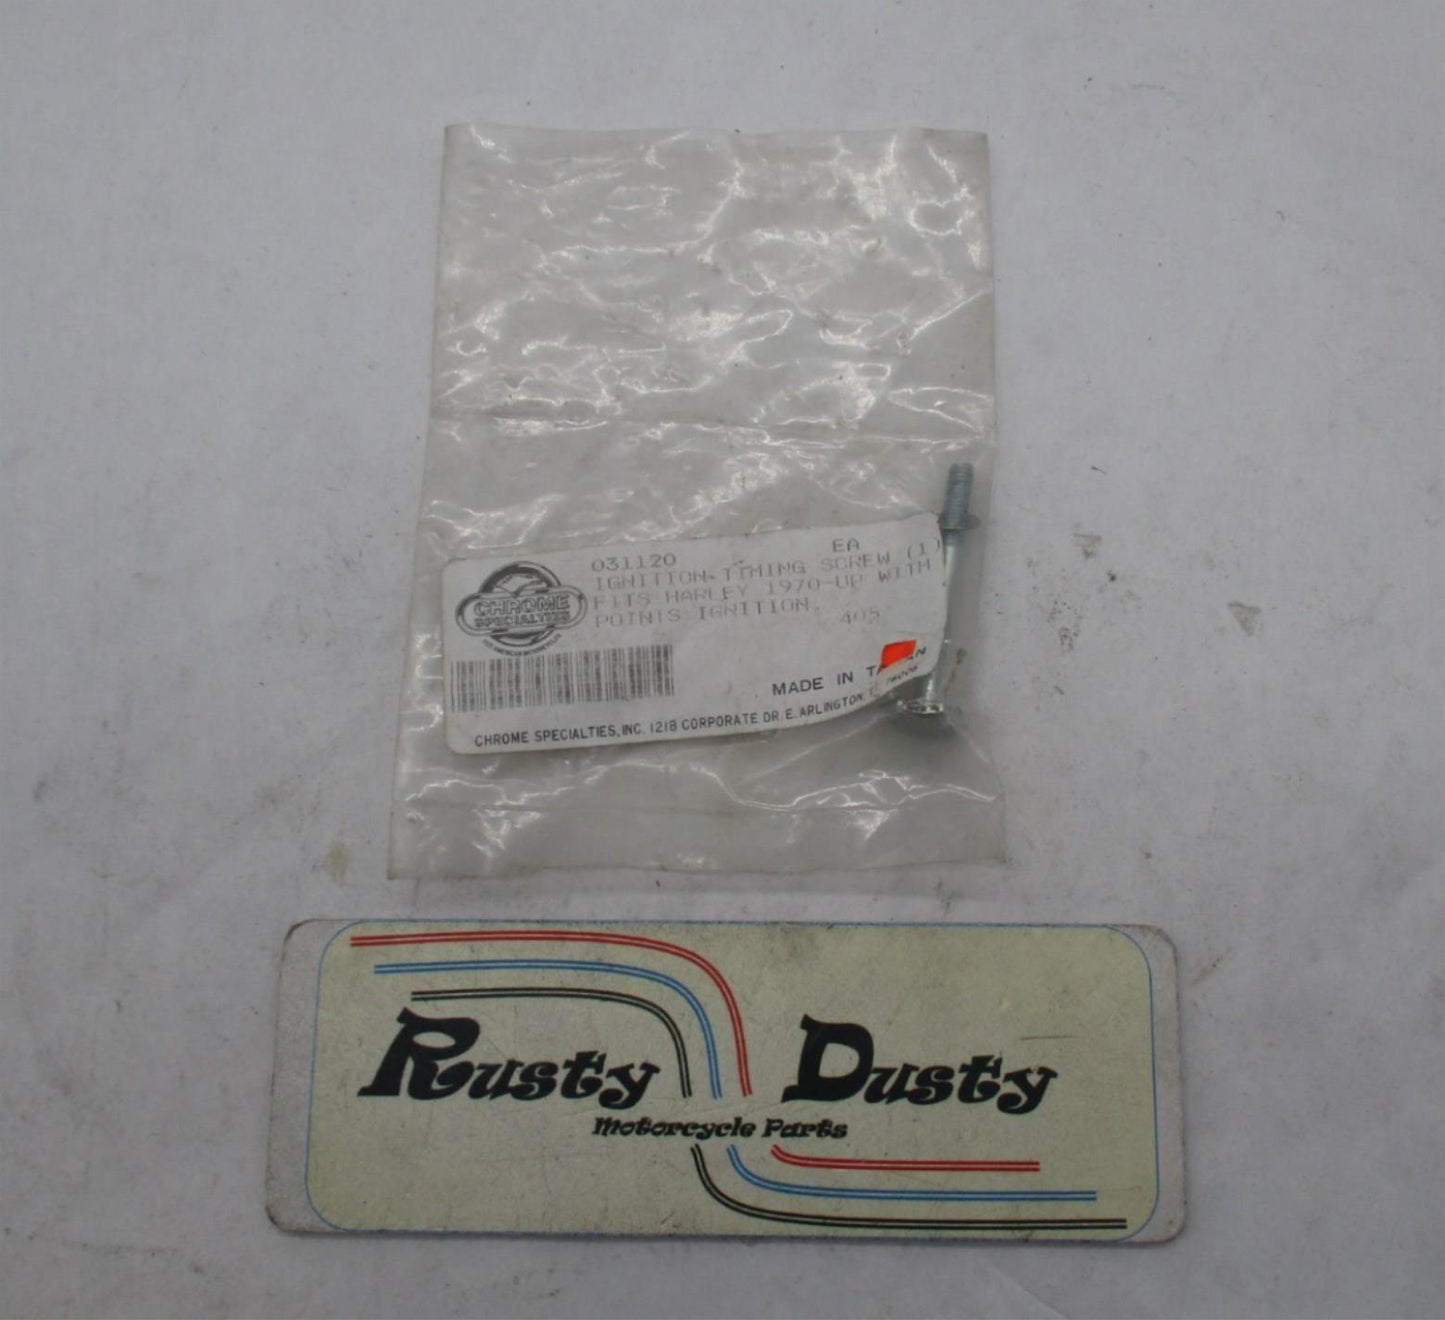 031120 EA
IGNITION TIMING SCREW (1)
FITS HARLEY 1970-UP WITH
POINTS IGNITION. 405
CHROME
SPECIALTIES
MADE IN
CHROME SPECIALTIES, INC. 1218 CORPORATE DR. E. ARLINGTON, 76006
Rusty Dusty
Motorcycle Parts